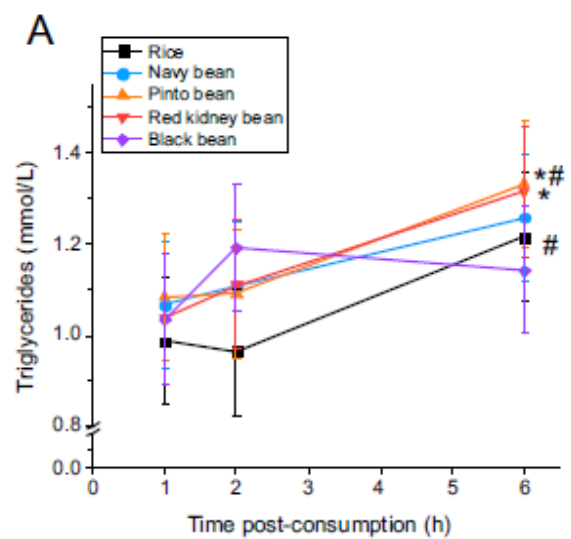 A
Rice
Navy bean
Pinto bean
Red kidney bean
Black bean
Triglycerides (mmol/L)
1.4
1.2
1.0
0.8
0.0
*#
*
#
0 1 2 3 4 5 6
Time post-consumption (h)